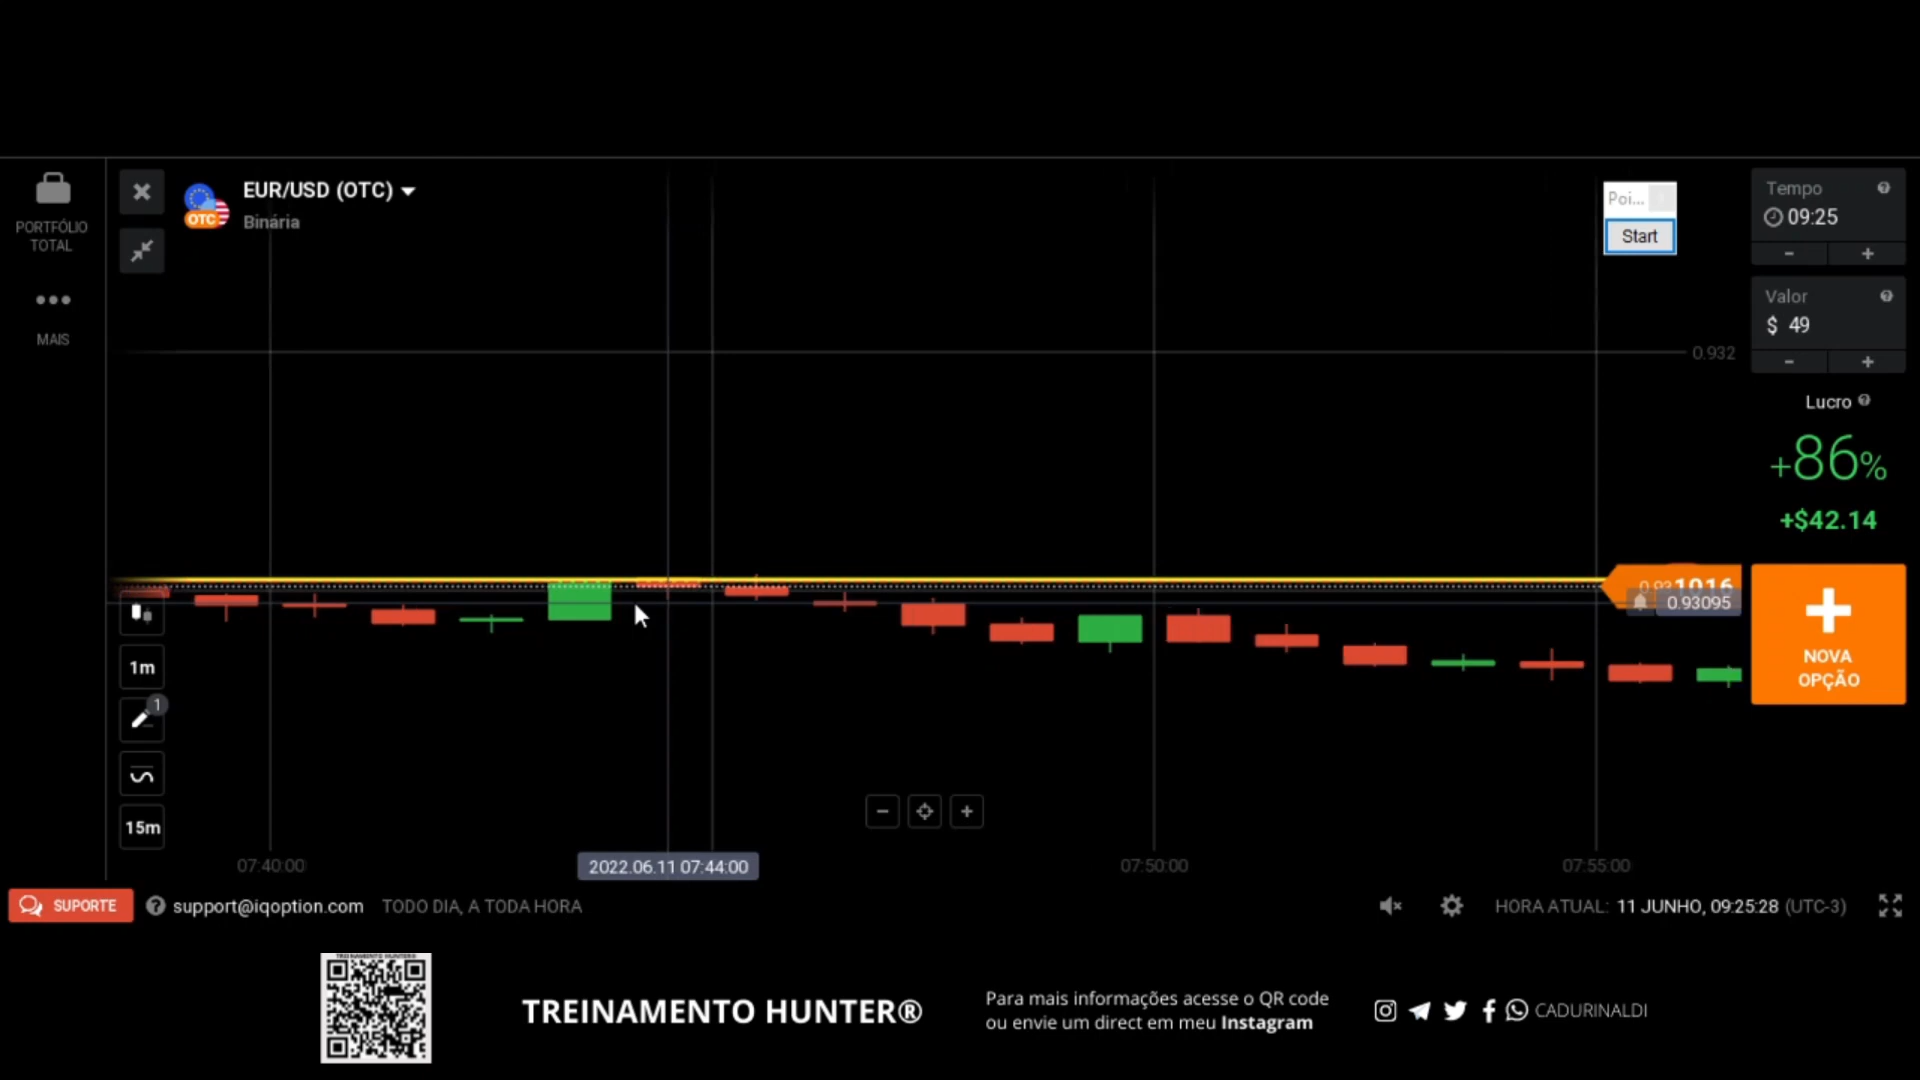 PORTFÓLIO
TOTAL
MAIS
EUR/USD (OTC)
OTC
Binária
Poi...
Start
Tempo
09:25
- +
Valor
$ 49
- +
0.932
Lucro
+86%
+$42.14
0.93095
NOVA
OPÇÃO
1m
1
15m
- +
07:40:00
2022.06.11 07:44:00
07:50:00
07:55:00
SUPORTE
support@iqoption.com
TODO DIA, A TODA HORA
HORA ATUAL: 11 JUNHO, 09:25:28 (UTC-3)
TREINAMENTO HUNTER®
TREINAMENTO HUNTER®
Para mais informações acesse o QR code
ou envie um direct em meu Instagram
CADURINALDI